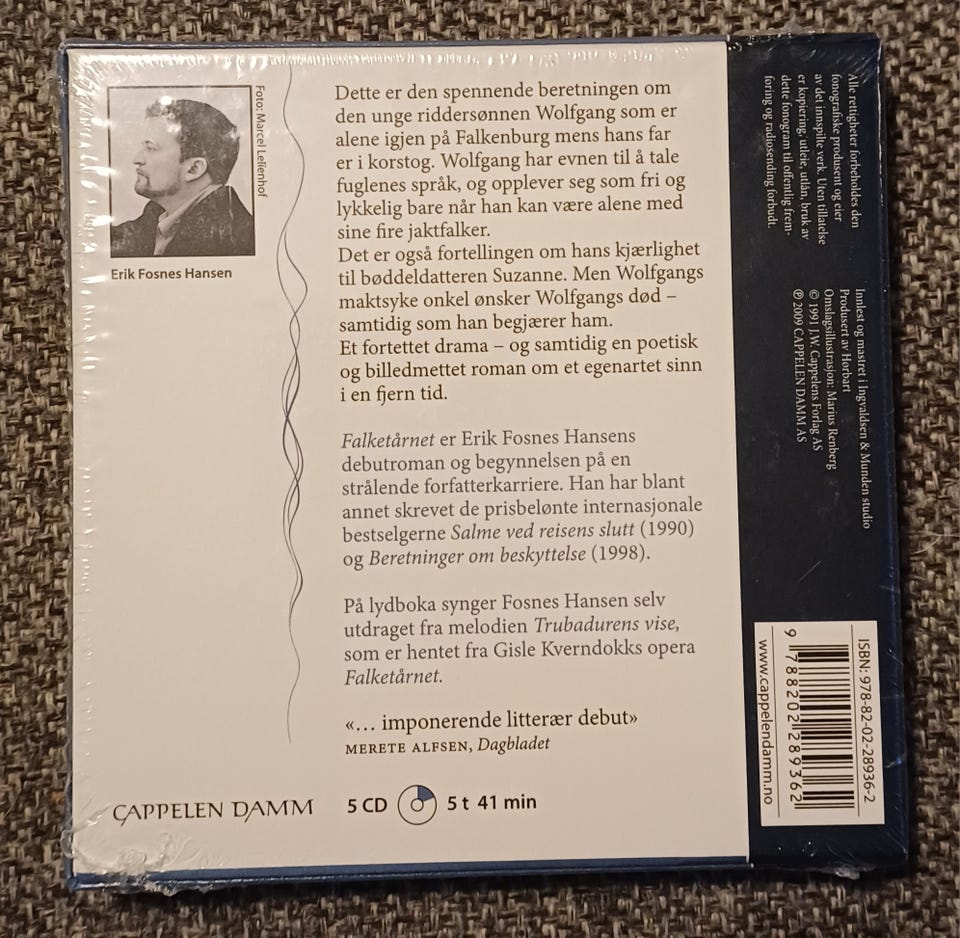 Foto: Marcel Lelienhof
Erik Fosnes Hansen
Dette er den spennende beretningen om
den unge riddersønnen Wolfgang som er
alene igjen på Falkenburg mens hans far
er i korstog. Wolfgang har evnen til å tale
fuglenes språk, og opplever seg som fri og
lykkelig bare når han kan være alene med
sine fire jaktfalker.
Det er også fortellingen om hans kjærlighet
til bøddeldatteren Suzanne. Men Wolfgangs
maktsyke onkel ønsker Wolfgangs død –
samtidig som han begjærer ham.
Et fortettet drama – og samtidig en poetisk
og billedmettet roman om et egenartet sinn
i en fjern tid.
Falketårnet er Erik Fosnes Hansens
debutroman og begynnelsen på en
strålende forfatterkarriere. Han har blant
annet skrevet de prisbelønte internasjonale
bestselgerne Salme ved reisens slutt (1990)
og Beretninger om beskyttelse (1998).
På lydboka synger Fosnes Hansen selv
utdraget fra melodien Trubadurens vise,
som er hentet fra Gisle Kverndokks opera
Falketårnet.
«… imponerende litterær debut»
MERETE ALFSEN, Dagbladet
CAPPELEN DAMM
5 CD 5 t 41 min
Alle rettigheter forbeholdes den
fonografiske produsent og eier
av det innspilte verk. Uten tillatelse
er kopiering, utleie, utlån, bruk av
dette fonogram til offentlig frem-
føring og radiosending forbudt.
Innlest og mastret i Ingvaldsen & Munden studio
Produsert av Horbart
Omslagsillustrasjon: Marius Renberg
© 1991 J.W. Cappelens Forlag AS
℗ 2009 CAPPELEN DAMM AS
ISBN: 978-82-02-28936-2
9 788202 289362
www.cappelendamm.no